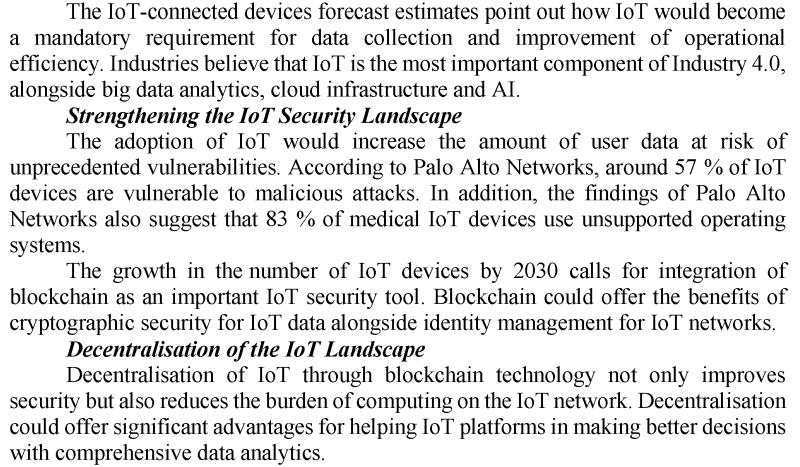 The IoT-connected devices forecast estimates point out how IoT would become
a mandatory requirement for data collection and improvement of operational
efficiency. Industries believe that IoT is the most important component of Industry 4.0,
alongside big data analytics, cloud infrastructure and AI.
Strengthening the IoT Security Landscape
The adoption of IoT would increase the amount of user data at risk of
unprecedented vulnerabilities. According to Palo Alto Networks, around 57 % of IoT
devices are vulnerable to malicious attacks. In addition, the findings of Palo Alto
Networks also suggest that 83 % of medical IoT devices use unsupported operating
systems.
The growth in the number of IoT devices by 2030 calls for integration of
blockchain as an important IoT security tool. Blockchain could offer the benefits of
cryptographic security for IoT data alongside identity management for IoT networks.
Decentralisation of the IoT Landscape
Decentralisation of IoT through blockchain technology not only improves
security but also reduces the burden of computing on the IoT network. Decentralisation
could offer significant advantages for helping IoT platforms in making better decisions
with comprehensive data analytics.